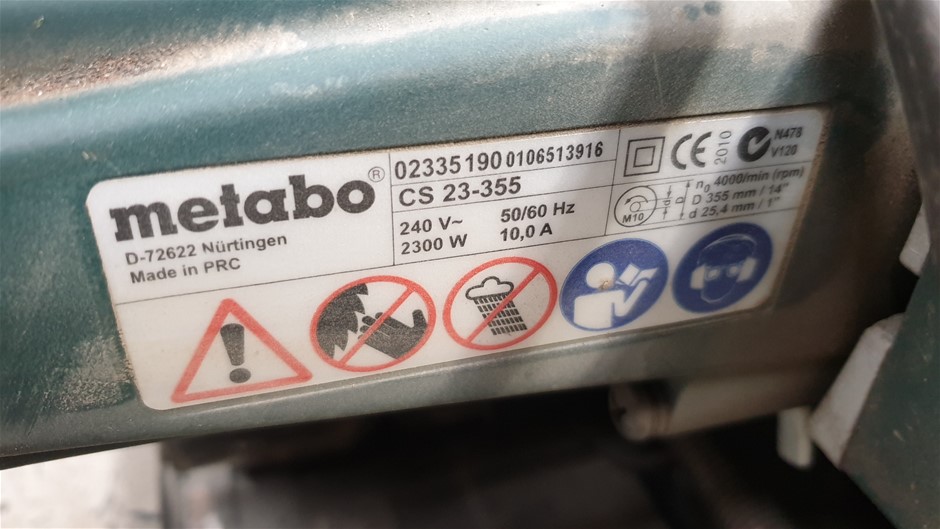 metabo®
D-72622 Nürtingen
Made in PRC
02335190 0106513916
CS 23-355
240 V~ 50/60 Hz
2300 W 10,0 A
CE 2010 N478
V120
M10 d D n₀ 4000/min (rpm)
D 355 mm / 14"
d 25,4 mm / 1"